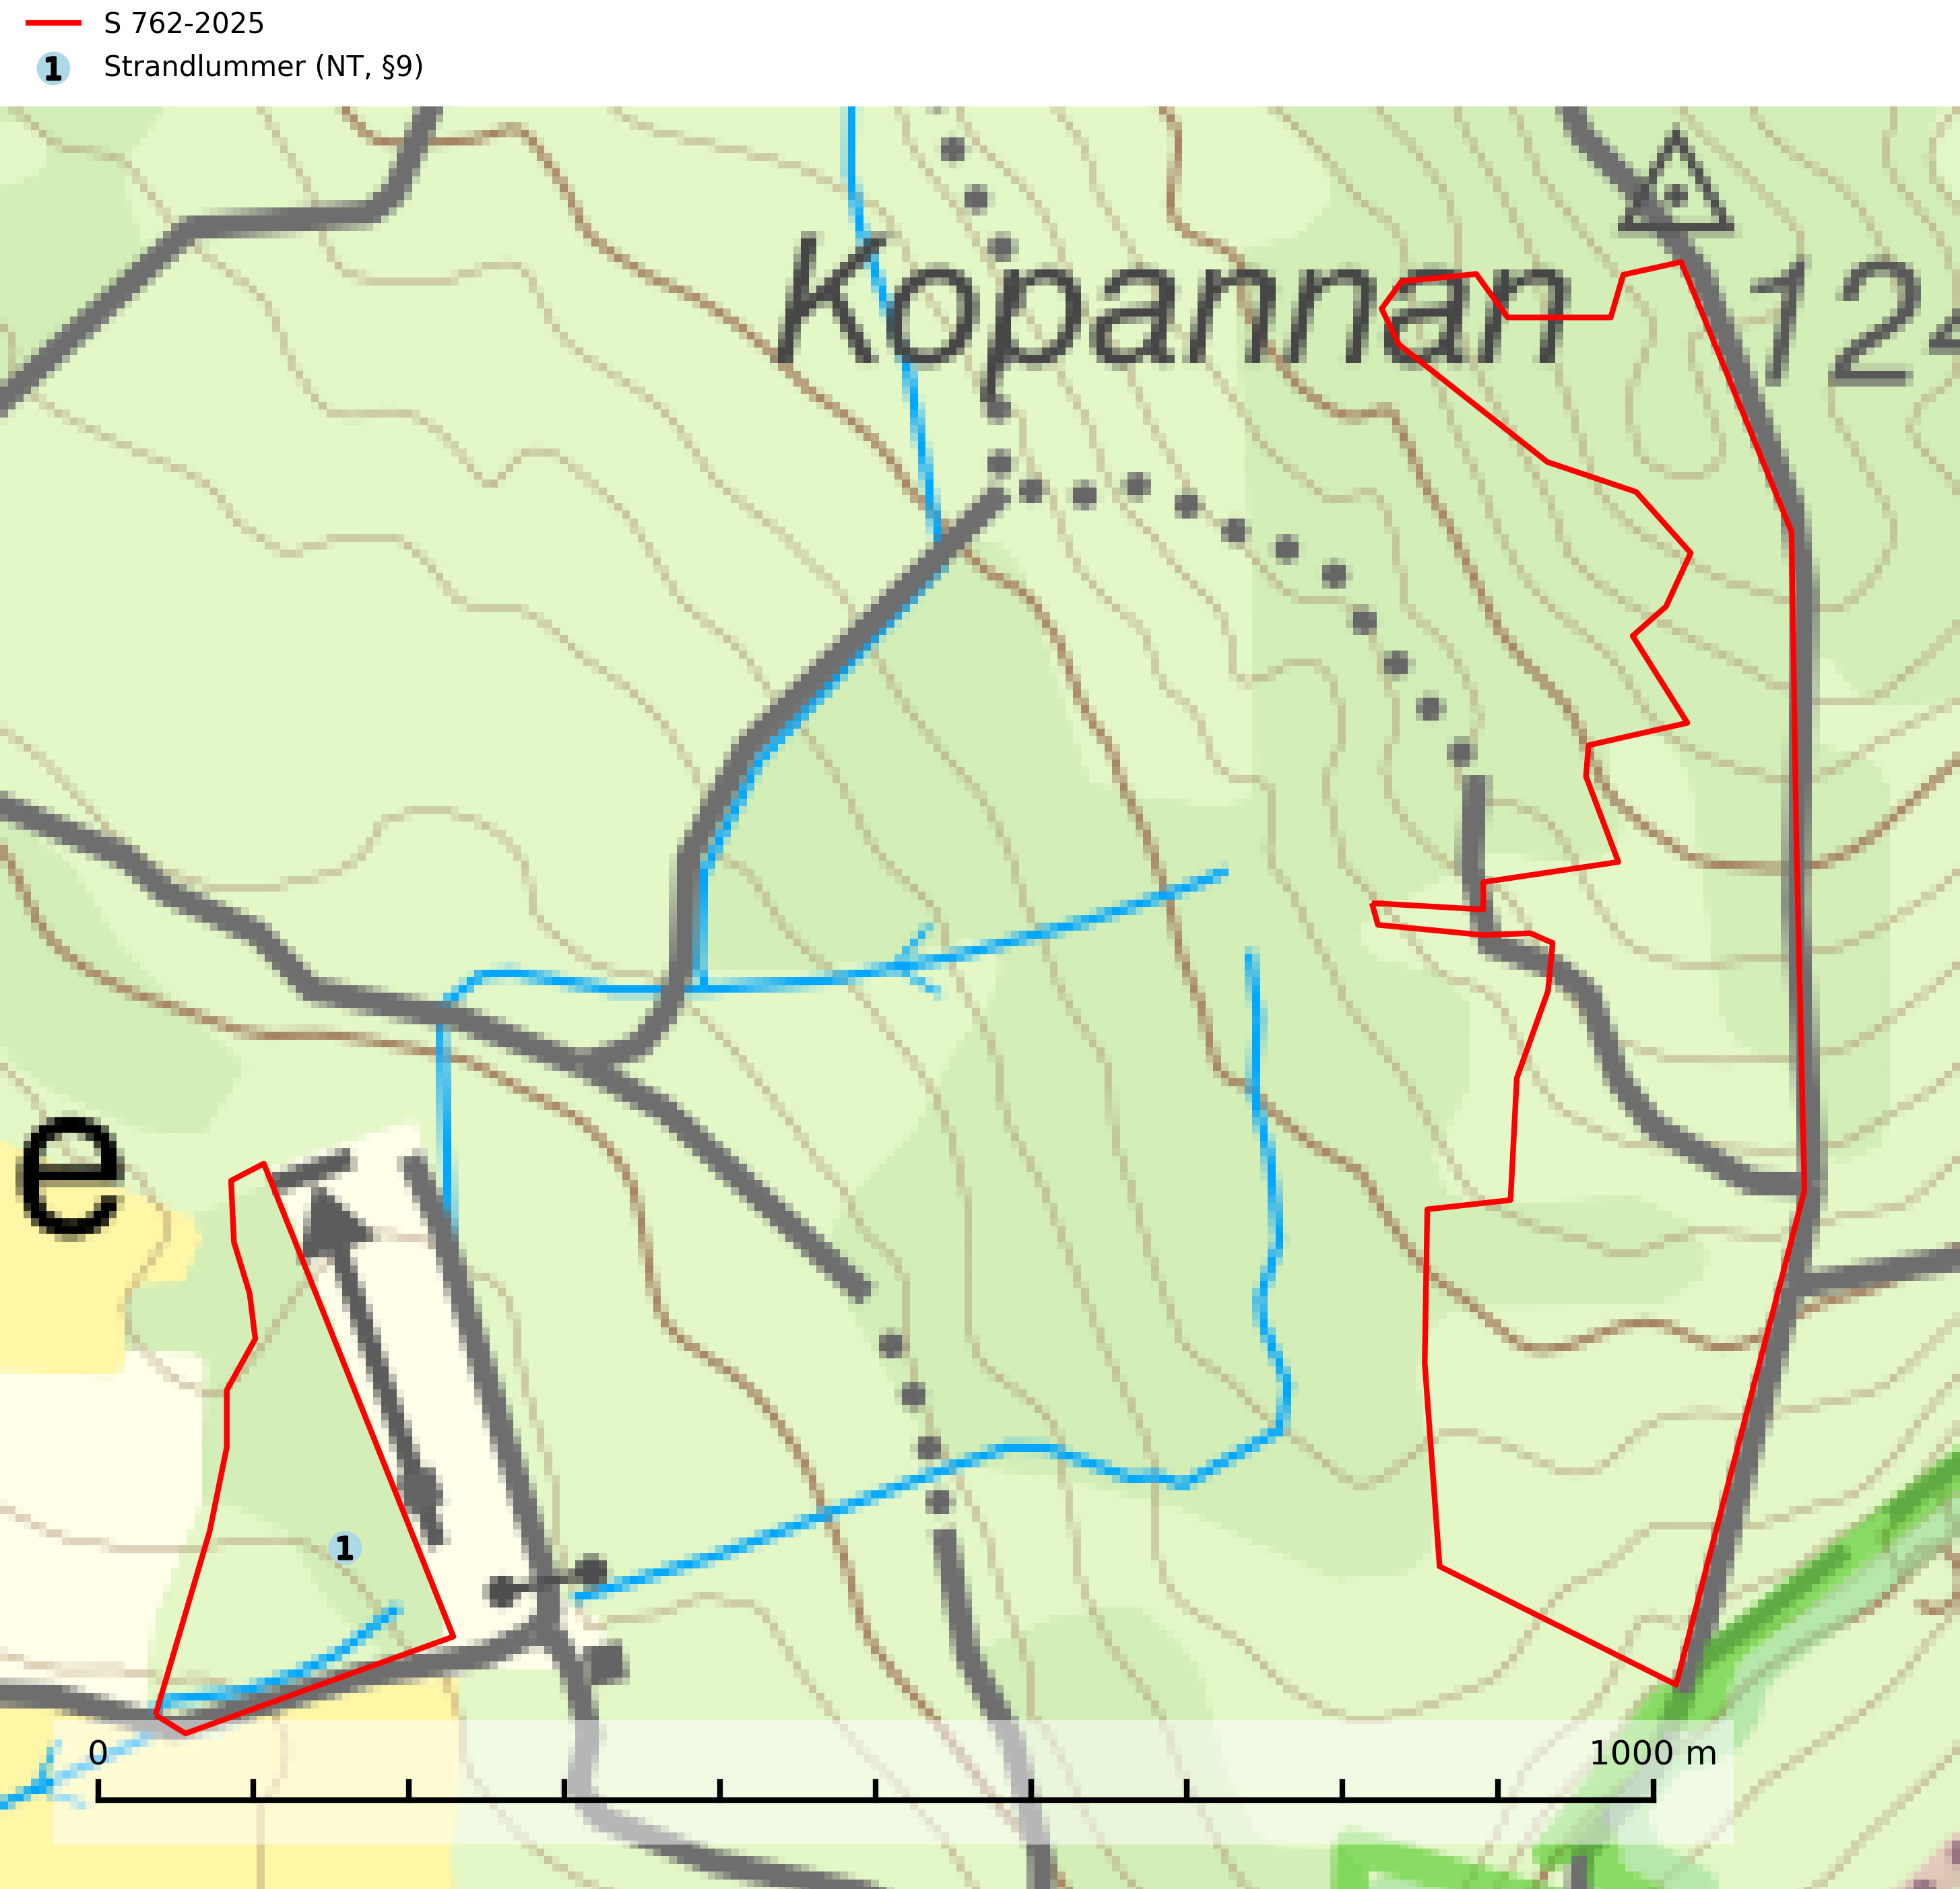 S 762-2025
1 Strandlummer (NT, §9)
Kopannan
124
e
1
0 1000 m